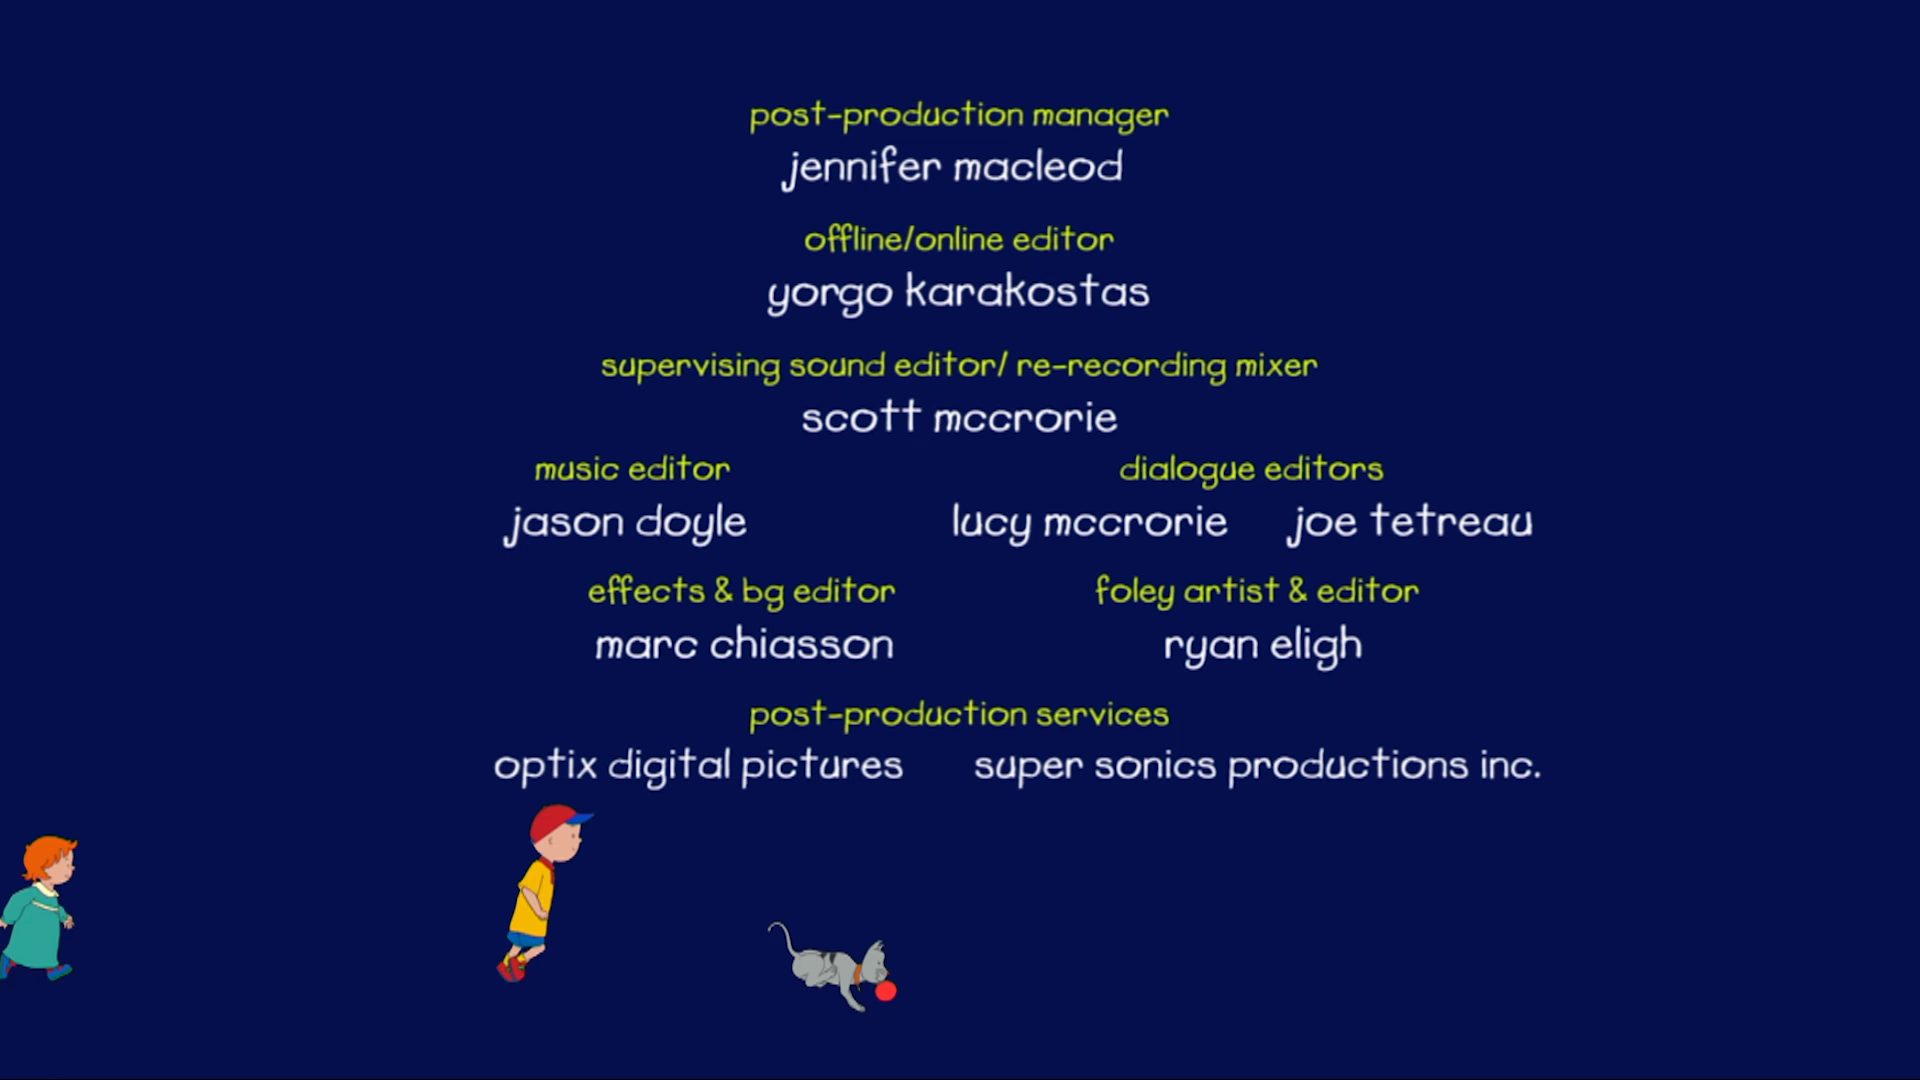 post-production manager
jennifer macleod
offline/online editor
yorgo karakostas
supervising sound editor/ re-recording mixer
scott mccrorie
music editor
jason doyle
dialogue editors
lucy mccrorie joe tetreau
effects & bg editor
marc chiasson
foley artist & editor
ryan eligh
post-production services
optix digital pictures super sonics productions inc.